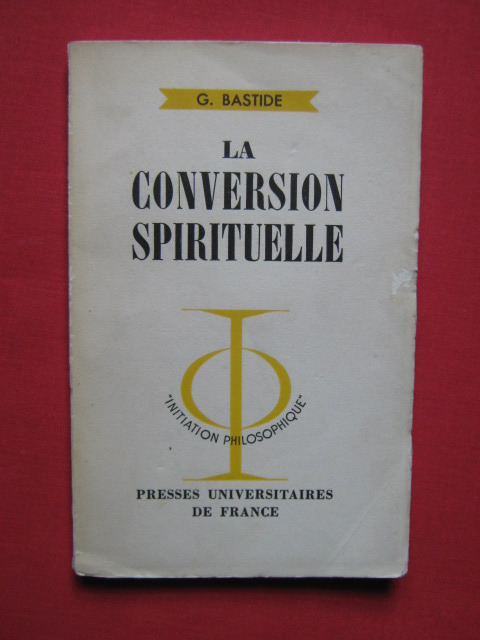 G. BASTIDE
LA
CONVERSION
SPIRITUELLE
"INITIATION PHILOSOPHIQUE"
PRESSES UNIVERSITAIRES
DE FRANCE